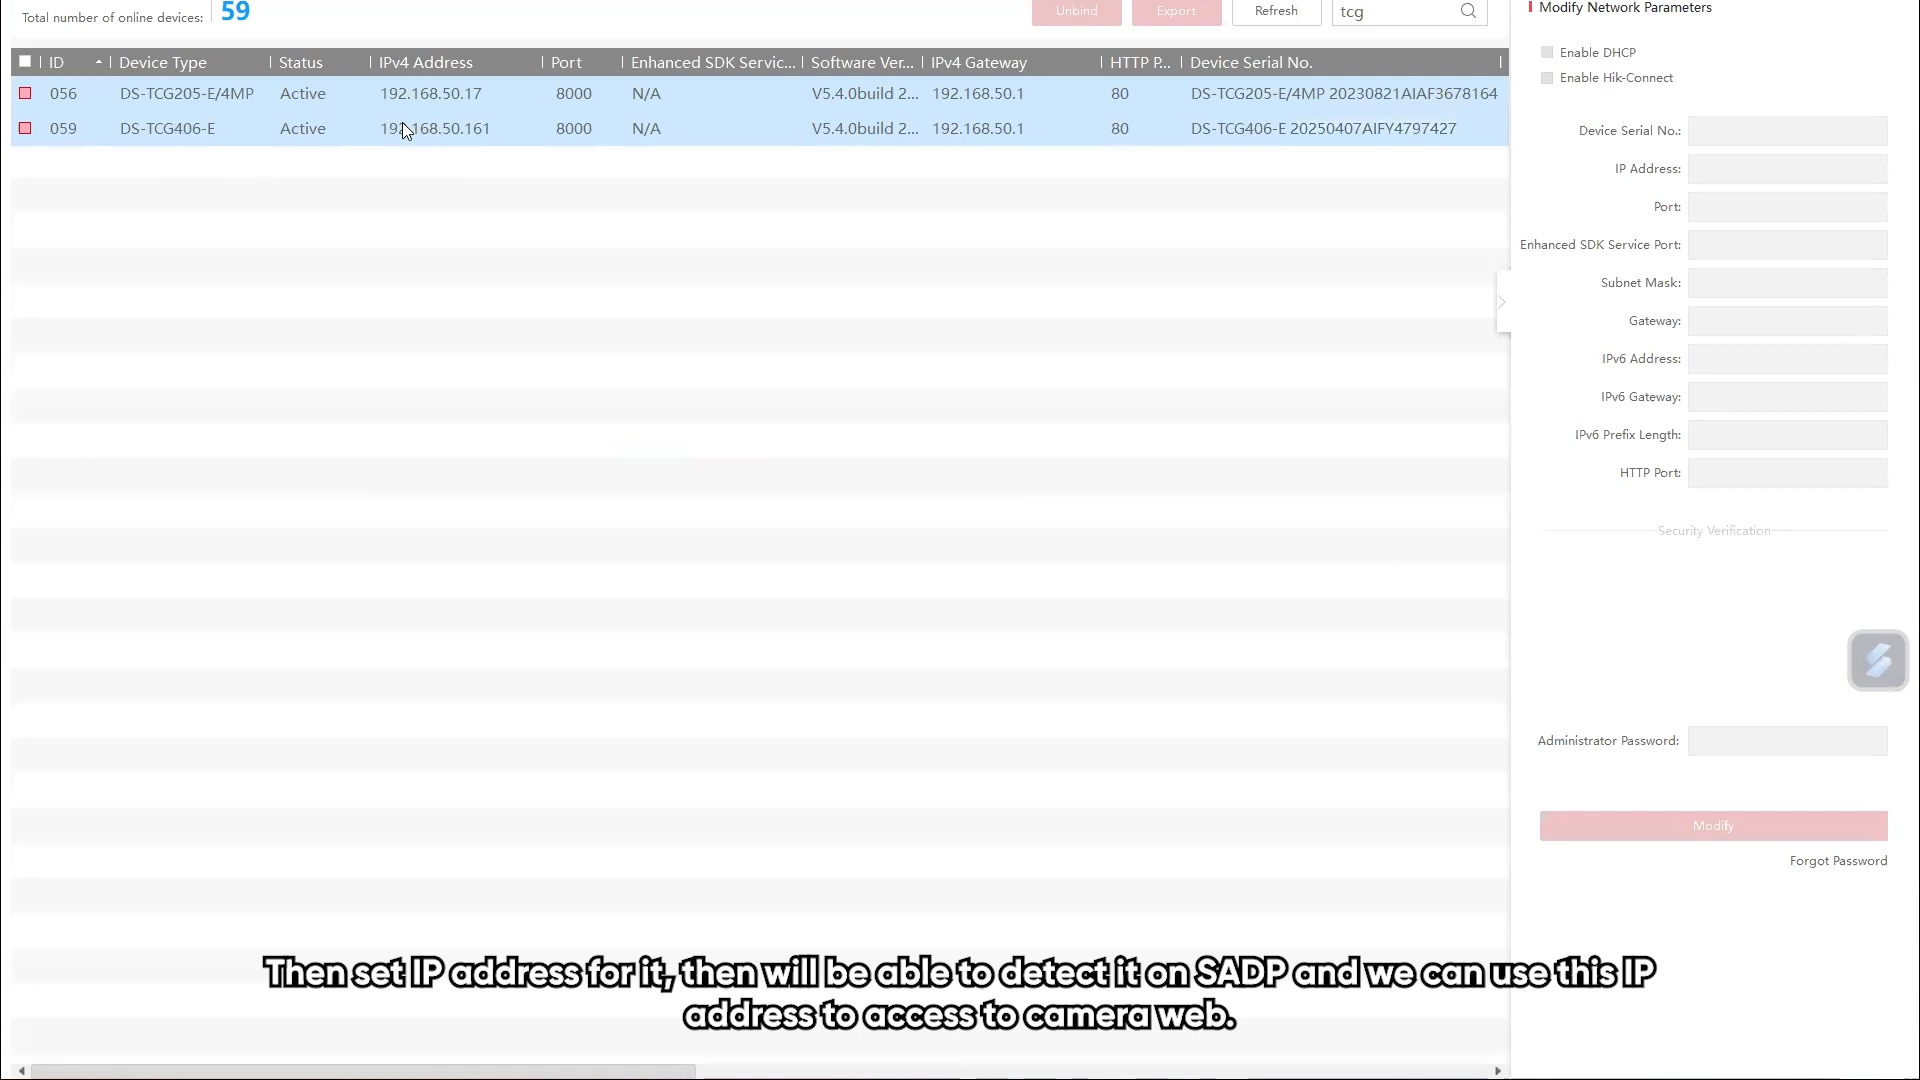 Total number of online devices: 59
Unbind Export Refresh tcg
ID Device Type Status IPv4 Address Port Enhanced SDK Servic... Software Ver... IPv4 Gateway HTTP P... Device Serial No.
056 DS-TCG205-E/4MP Active 192.168.50.17 8000 N/A V5.4.0build 2... 192.168.50.1 80 DS-TCG205-E/4MP 20230821AIAF3678164
059 DS-TCG406-E Active 192.168.50.161 8000 N/A V5.4.0build 2... 192.168.50.1 80 DS-TCG406-E 20250407AIFY4797427
Modify Network Parameters
Enable DHCP
Enable Hik-Connect
Device Serial No.:
IP Address:
Port:
Enhanced SDK Service Port:
Subnet Mask:
Gateway:
IPv6 Address:
IPv6 Gateway:
IPv6 Prefix Length:
HTTP Port:
Security Verification
Administrator Password:
Modify
Forgot Password
Then set IP address for it, then will be able to detect it on SADP and we can use this IP
address to access to camera web.